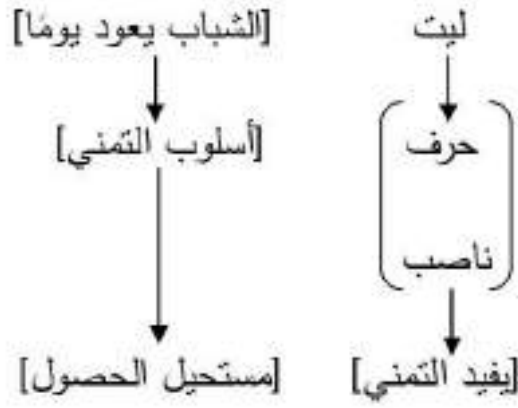 ليت [الشباب يعود يومًا]
حرف [أسلوب التمني]
ناصب
[يفيد التمني] [مستحيل الحصول]